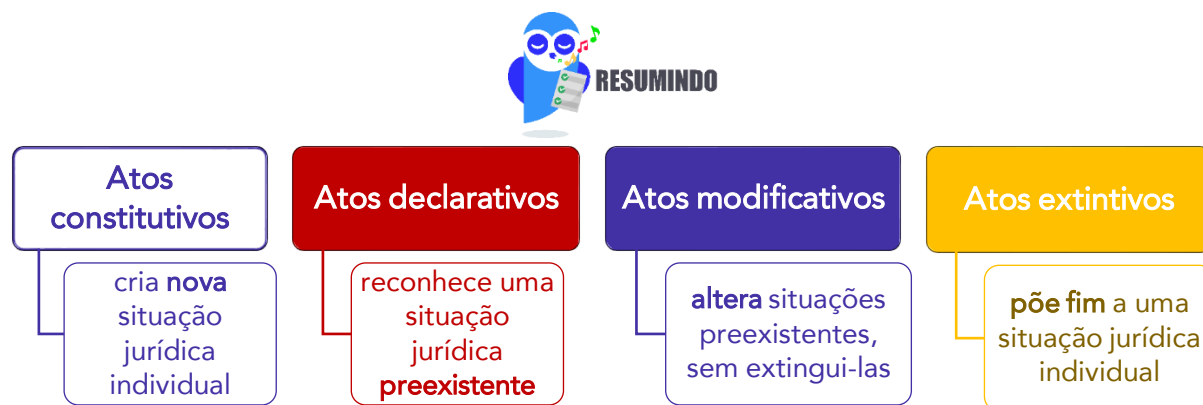 RESUMINDO
Atos
constitutivos
cria nova
situação
jurídica
individual
Atos declarativos
reconhece uma
situação
jurídica
preexistente
Atos modificativos
altera situações
preexistentes,
sem extingui-las
Atos extintivos
põe fim a uma
situação jurídica
individual